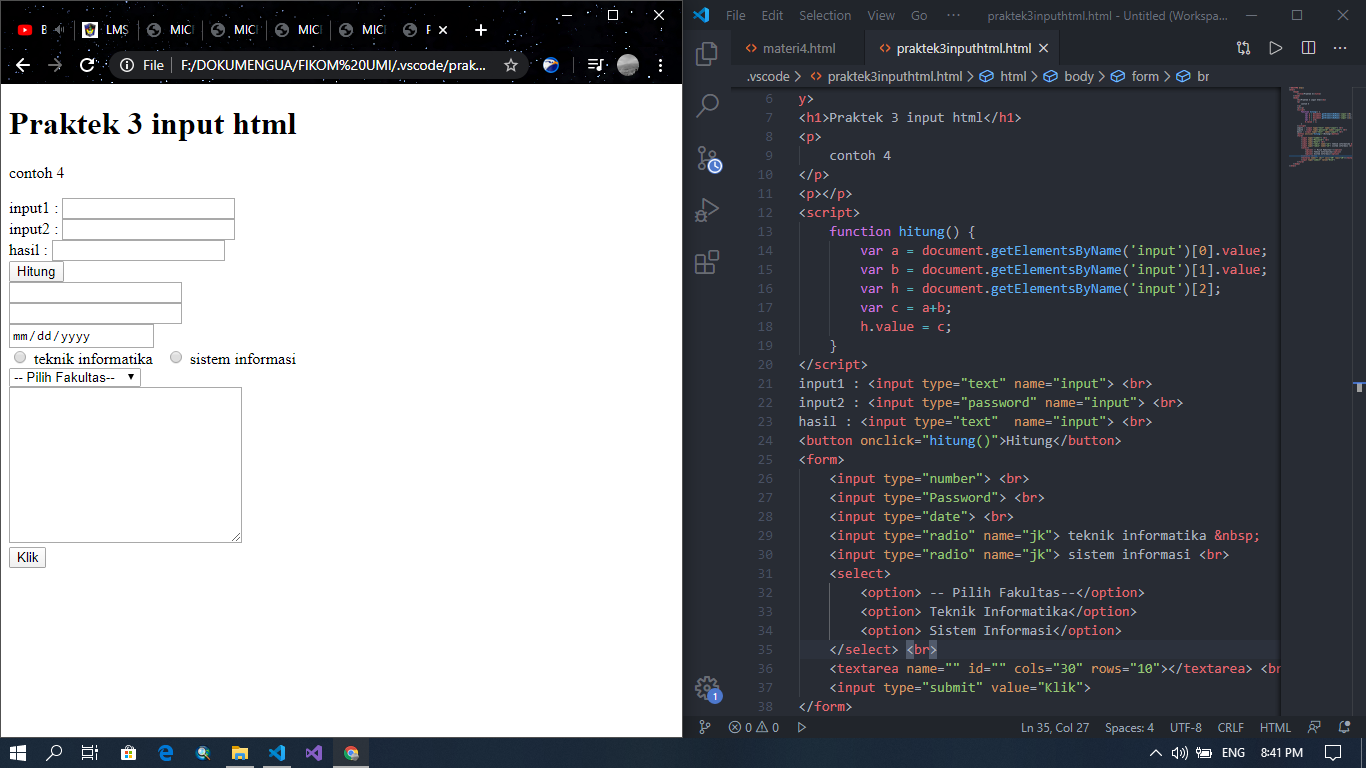 B LMS MICI MICI MICI MICI F
File F:/DOKUMENGUA/FIKOM%20UMI/.vscode/prak...
Praktek 3 input html
contoh 4
input1 :
input2 :
hasil :
Hitung
mm/dd/yyyy
teknik informatika sistem informasi
-- Pilih Fakultas--
Klik
File Edit Selection View Go ··· praktek3inputhtml.html - Untitled (Workspa...
materi4.html praktek3inputhtml.html
.vscode > praktek3inputhtml.html > html > body > form > br
6 y>
7 <h1>Praktek 3 input html</h1>
8 <p>
9 contoh 4
10 </p>
11 <p></p>
12 <script>
13 function hitung() {
14 var a = document.getElementsByName('input')[0].value;
15 var b = document.getElementsByName('input')[1].value;
16 var h = document.getElementsByName('input')[2];
17 var c = a+b;
18 h.value = c;
19 }
20 </script>
21 input1 : <input type="text" name="input"> <br>
22 input2 : <input type="password" name="input"> <br>
23 hasil : <input type="text"  name="input"> <br>
24 <button onclick="hitung()">Hitung</button>
25 <form>
26 <input type="number"> <br>
27 <input type="Password"> <br>
28 <input type="date"> <br>
29 <input type="radio" name="jk"> teknik informatika &nbsp;
30 <input type="radio" name="jk"> sistem informasi <br>
31 <select>
32 <option> -- Pilih Fakultas--</option>
33 <option> Teknik Informatika</option>
34 <option> Sistem Informasi</option>
35 </select> <br>
36 <textarea name="" id="" cols="30" rows="10"></textarea> <br
37 <input type="submit" value="Klik">
38 </form>
1
0 0 Ln 35, Col 27 Spaces: 4 UTF-8 CRLF HTML
ENG 8:41 PM